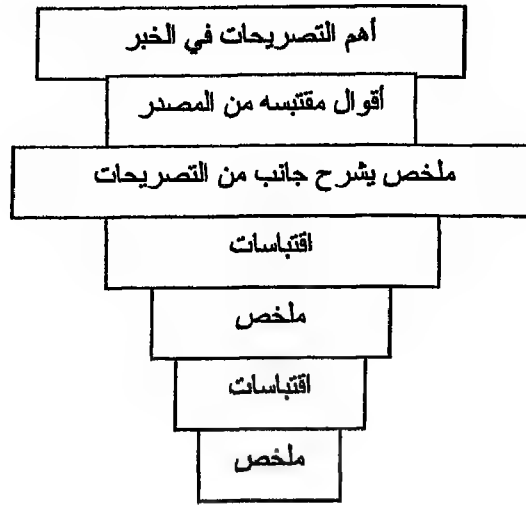 أهم التصريحات في الخبر
أقوال مقتبسه من المصدر
ملخص يشرح جانب من التصريحات
اقتباسات
ملخص
اقتباسات
ملخص